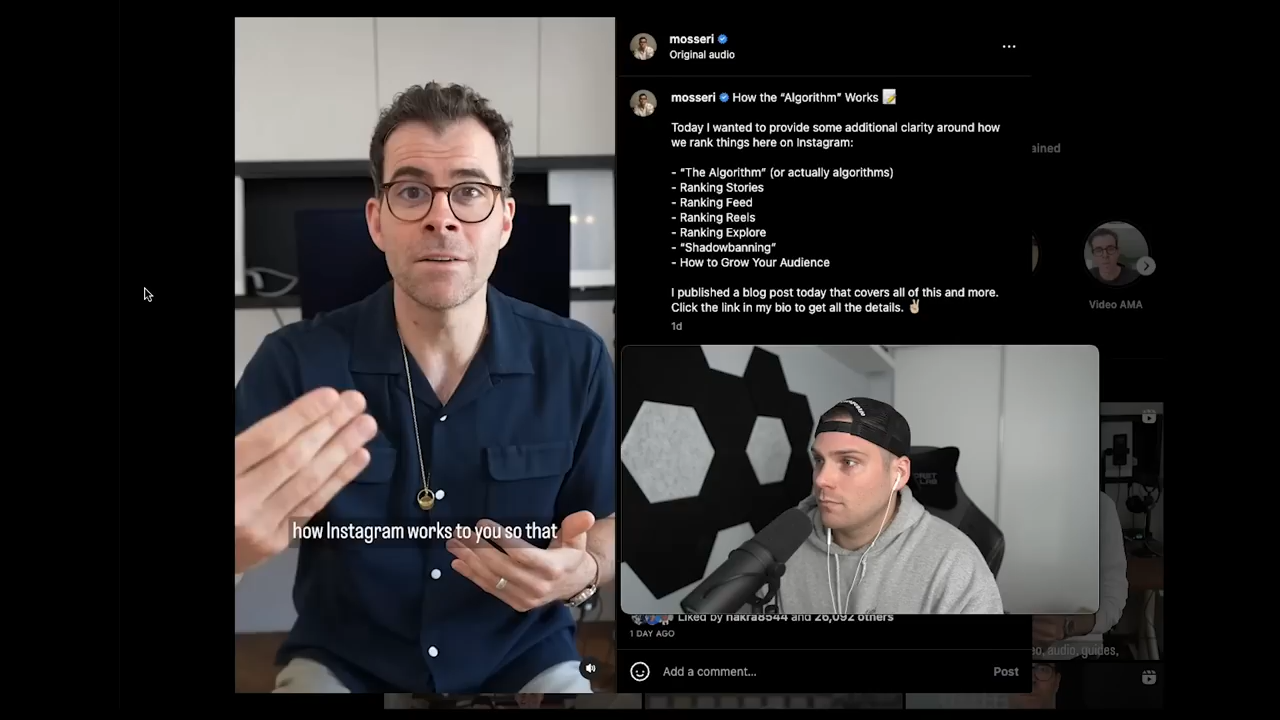 mosseri
Original audio
mosseri How the “Algorithm” Works
Today I wanted to provide some additional clarity around how
we rank things here on Instagram:
- “The Algorithm” (or actually algorithms)
- Ranking Stories
- Ranking Feed
- Ranking Reels
- Ranking Explore
- “Shadowbanning”
- How to Grow Your Audience
I published a blog post today that covers all of this and more.
Click the link in my bio to get all the details.
1d
ained
Video AMA
how Instagram works to you so that
Liked by nakra8544 and 26,092 others
1 DAY AGO
eo, audio, guides,
Add a comment... Post